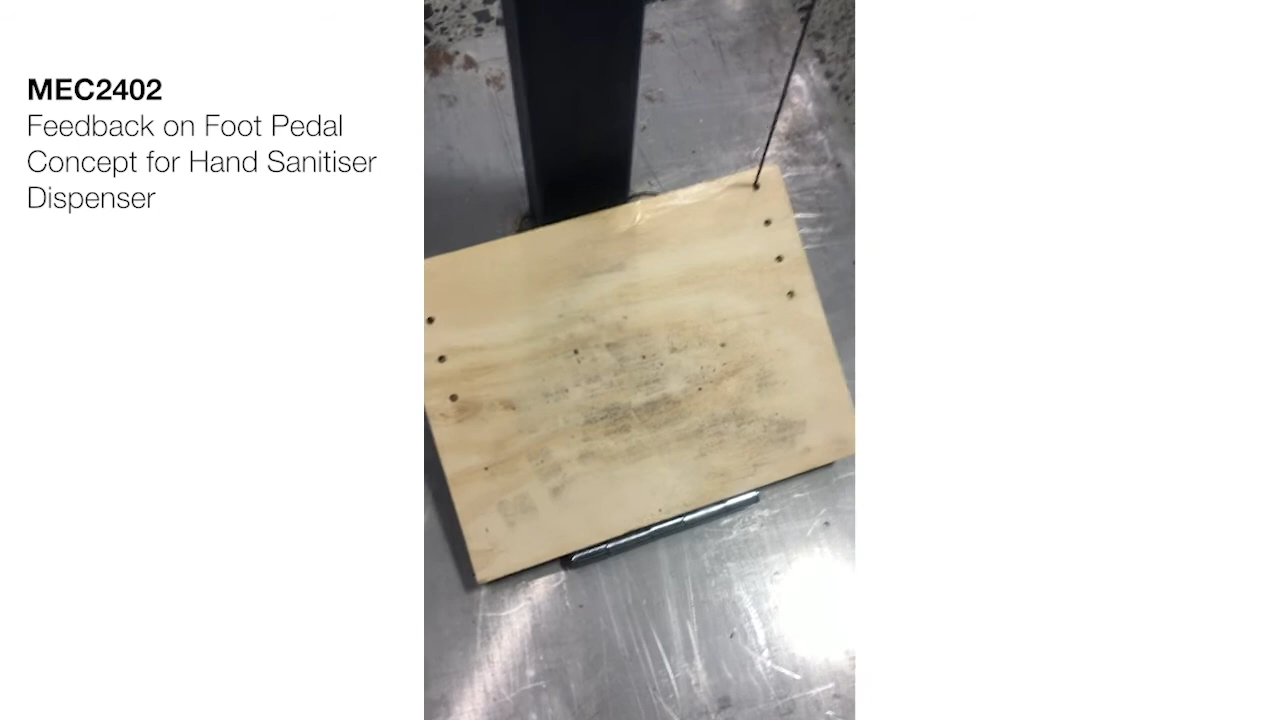 MEC2402
Feedback on Foot Pedal
Concept for Hand Sanitiser
Dispenser